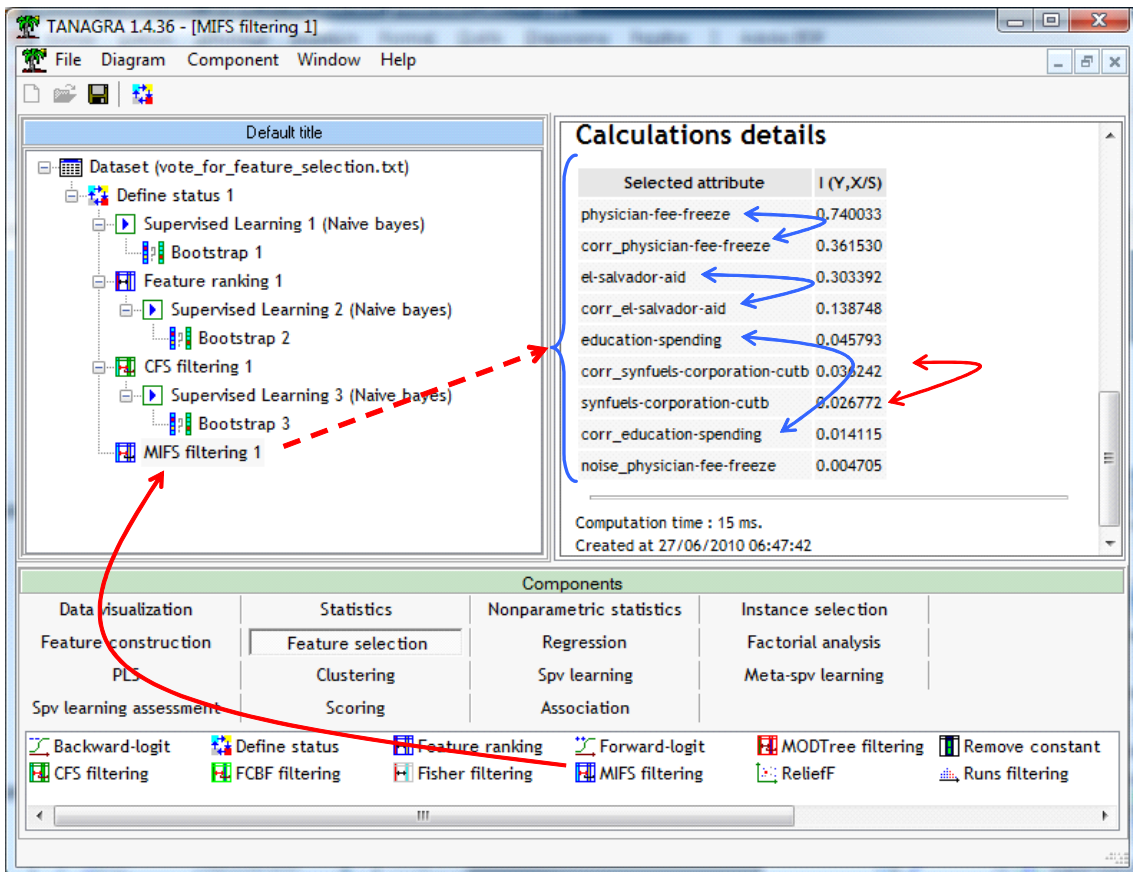 TANAGRA 1.4.36 - [MIFS filtering 1]
File Diagram Component Window Help
Default title
Dataset (vote_for_feature_selection.txt)
Define status 1
Supervised Learning 1 (Naive bayes)
Bootstrap 1
Feature ranking 1
Supervised Learning 2 (Naive bayes)
Bootstrap 2
CFS filtering 1
Supervised Learning 3 (Naive bayes)
Bootstrap 3
MIFS filtering 1
Calculations details
Selected attribute I (Y,X/S)
physician-fee-freeze 0.740033
corr_physician-fee-freeze 0.361530
el-salvador-aid 0.303392
corr_el-salvador-aid 0.138748
education-spending 0.045793
corr_synfuels-corporation-cutb 0.036242
synfuels-corporation-cutb 0.026772
corr_education-spending 0.014115
noise_physician-fee-freeze 0.004705
Computation time : 15 ms.
Created at 27/06/2010 06:47:42
Components
Data visualization Statistics Nonparametric statistics Instance selection
Feature construction Feature selection Regression Factorial analysis
PLS Clustering Spv learning Meta-spv learning
Spv learning assessment Scoring Association
Backward-logit Define status Feature ranking Forward-logit MODTree filtering Remove constant
CFS filtering FCBF filtering Fisher filtering MIFS filtering ReliefF Runs filtering